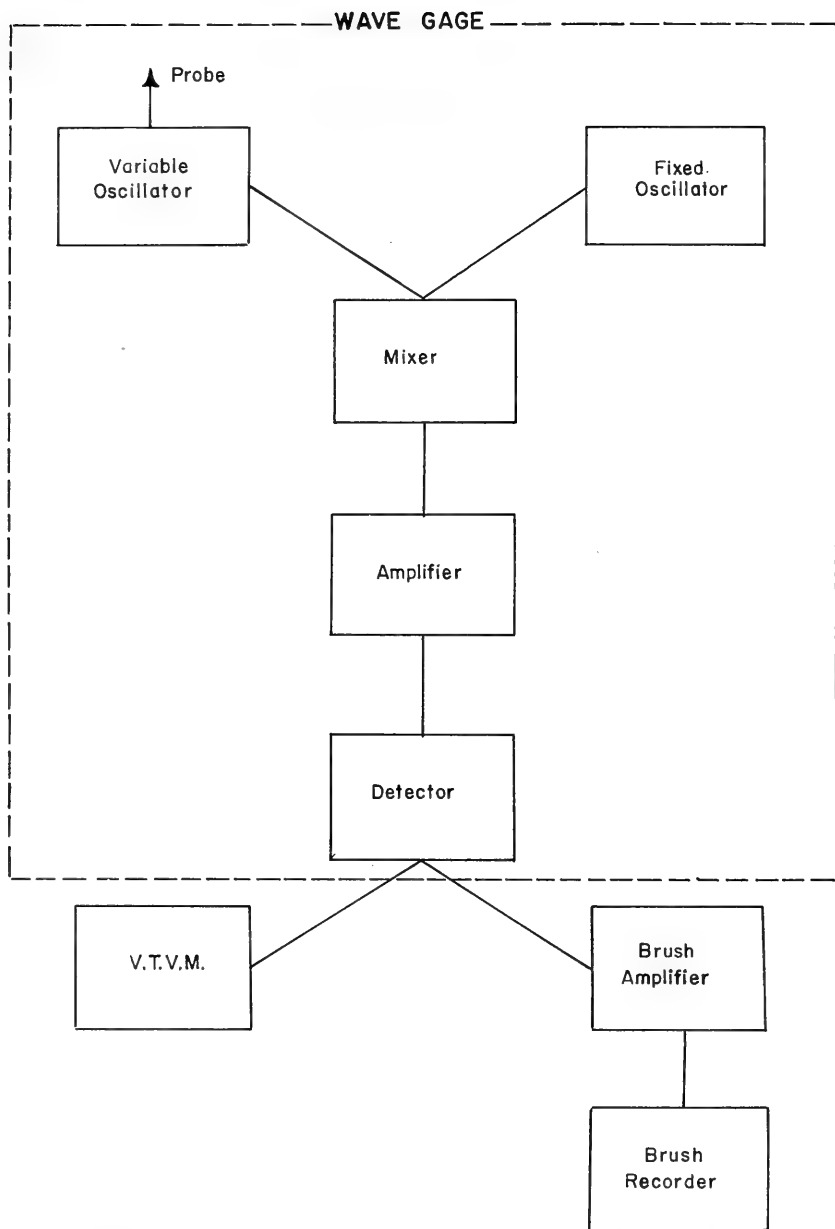 WAVE GAGE
Probe
Variable
Oscillator
Fixed
Oscillator
Mixer
Amplifier
Detector
V.T.V.M.
Brush
Amplifier
Brush
Recorder